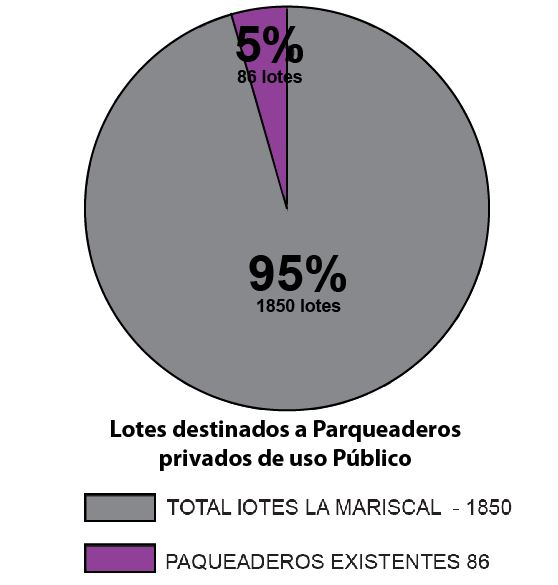 5%
86 lotes
95%
1850 lotes
Lotes destinados a Parqueaderos
privados de uso Público
TOTAL lOTES LA MARISCAL - 1850
PAQUEADEROS EXISTENTES 86